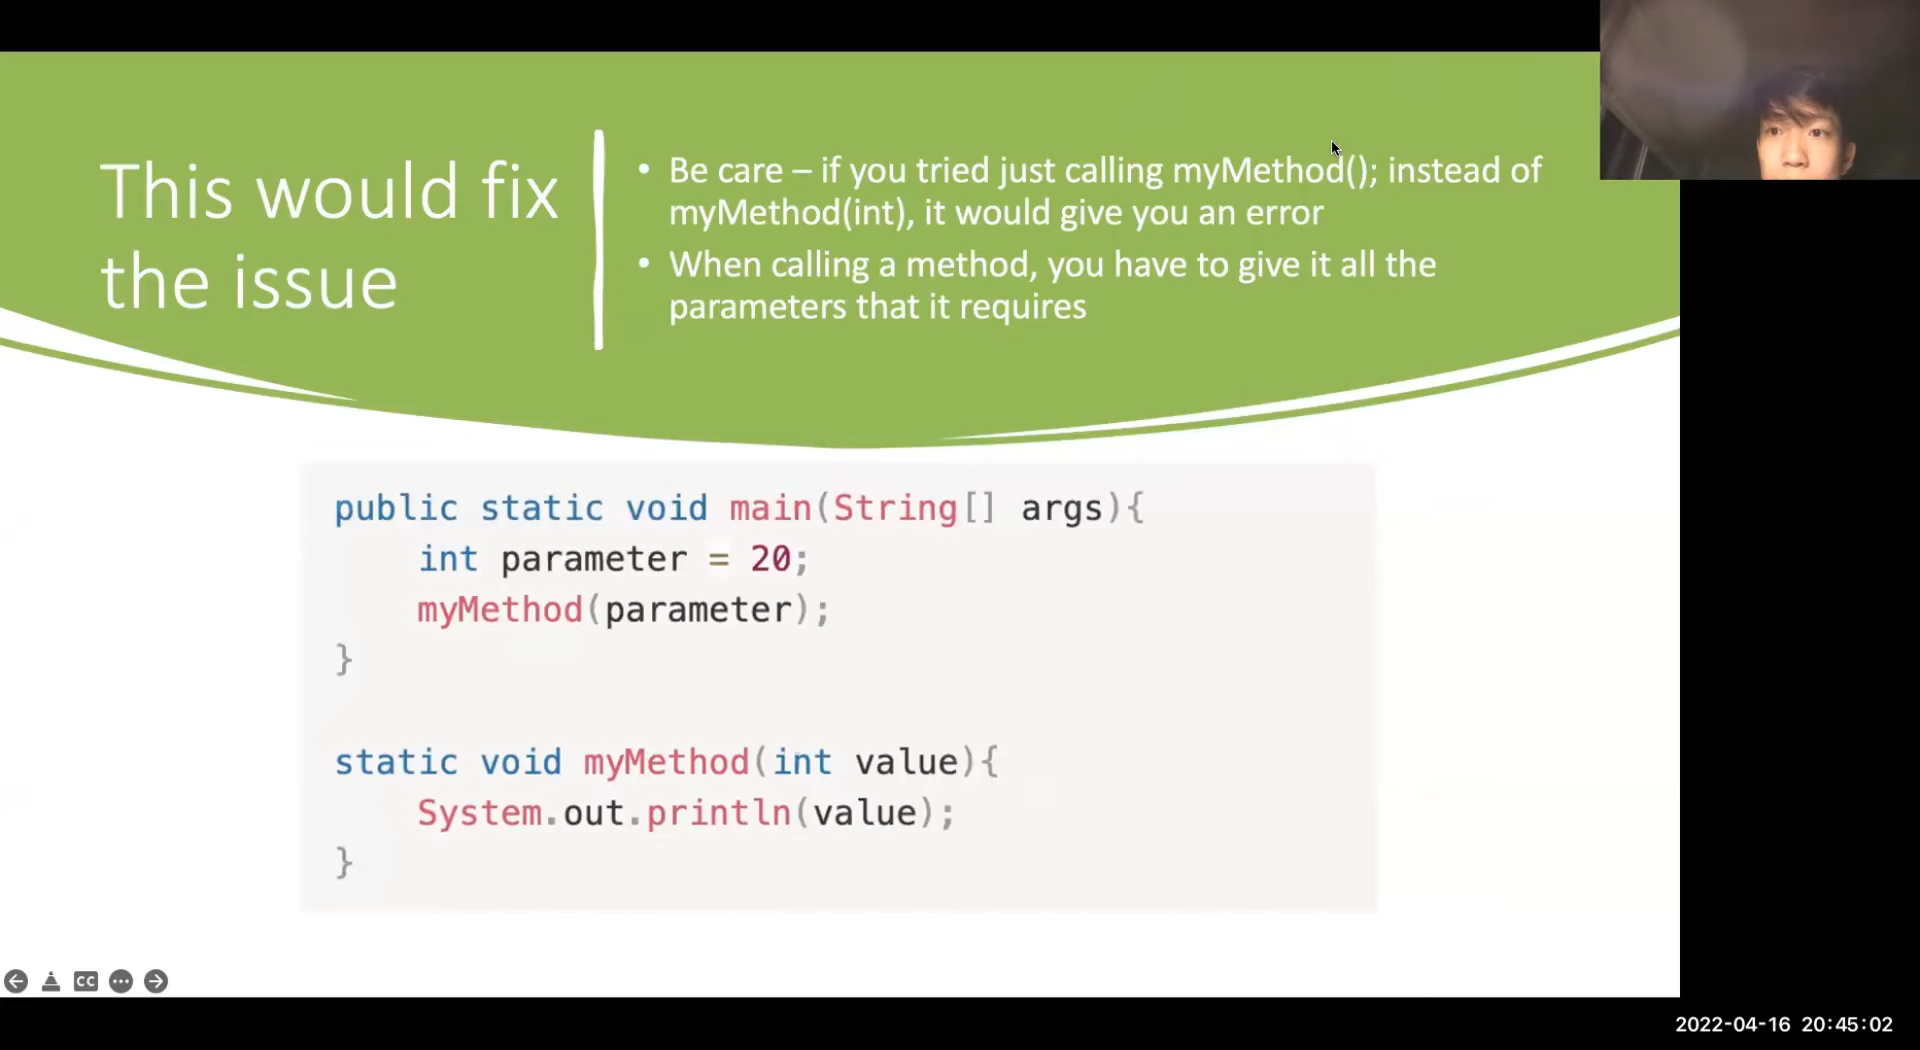 This would fix
the issue
• Be care – if you tried just calling myMethod(); instead of
myMethod(int), it would give you an error
• When calling a method, you have to give it all the
parameters that it requires
public static void main(String[] args){
    int parameter = 20;
    myMethod(parameter);
}
static void myMethod(int value){
    System.out.println(value);
}
CC
2022-04-16 20:45:02